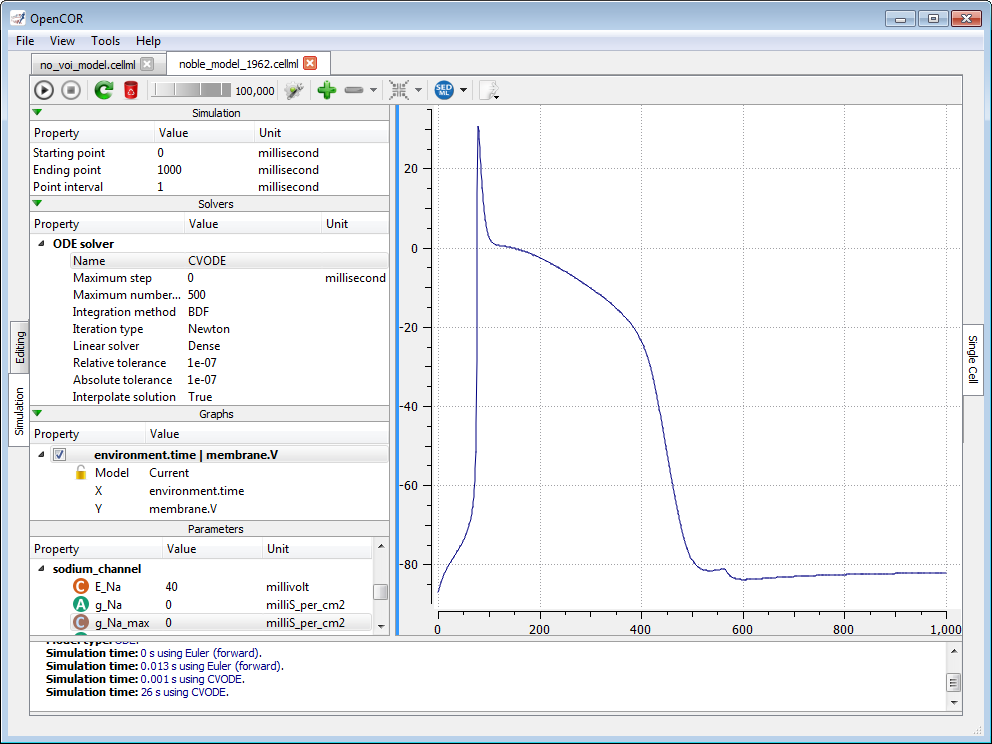 OpenCOR
File View Tools Help
no_voi_model.cellml noble_model_1962.cellml
100,000 SED ML
Simulation
Property Value Unit
Starting point 0 millisecond
Ending point 1000 millisecond
Point interval 1 millisecond
Solvers
Property Value Unit
ODE solver
Name CVODE
Maximum step 0 millisecond
Maximum number... 500
Integration method BDF
Iteration type Newton
Linear solver Dense
Relative tolerance 1e-07
Absolute tolerance 1e-07
Interpolate solution True
Graphs
Property Value
environment.time | membrane.V
Model Current
X environment.time
Y membrane.V
Parameters
Property Value Unit
sodium_channel
C E_Na 40 millivolt
A g_Na 0 milliS_per_cm2
C g_Na_max 0 milliS_per_cm2
Editing
Simulation
20
0
-20
-40
-60
-80
0 200 400 600 800 1,000
Single Cell
Model type: ODE.
Simulation time: 0 s using Euler (forward).
Simulation time: 0.013 s using Euler (forward).
Simulation time: 0.001 s using CVODE.
Simulation time: 26 s using CVODE.